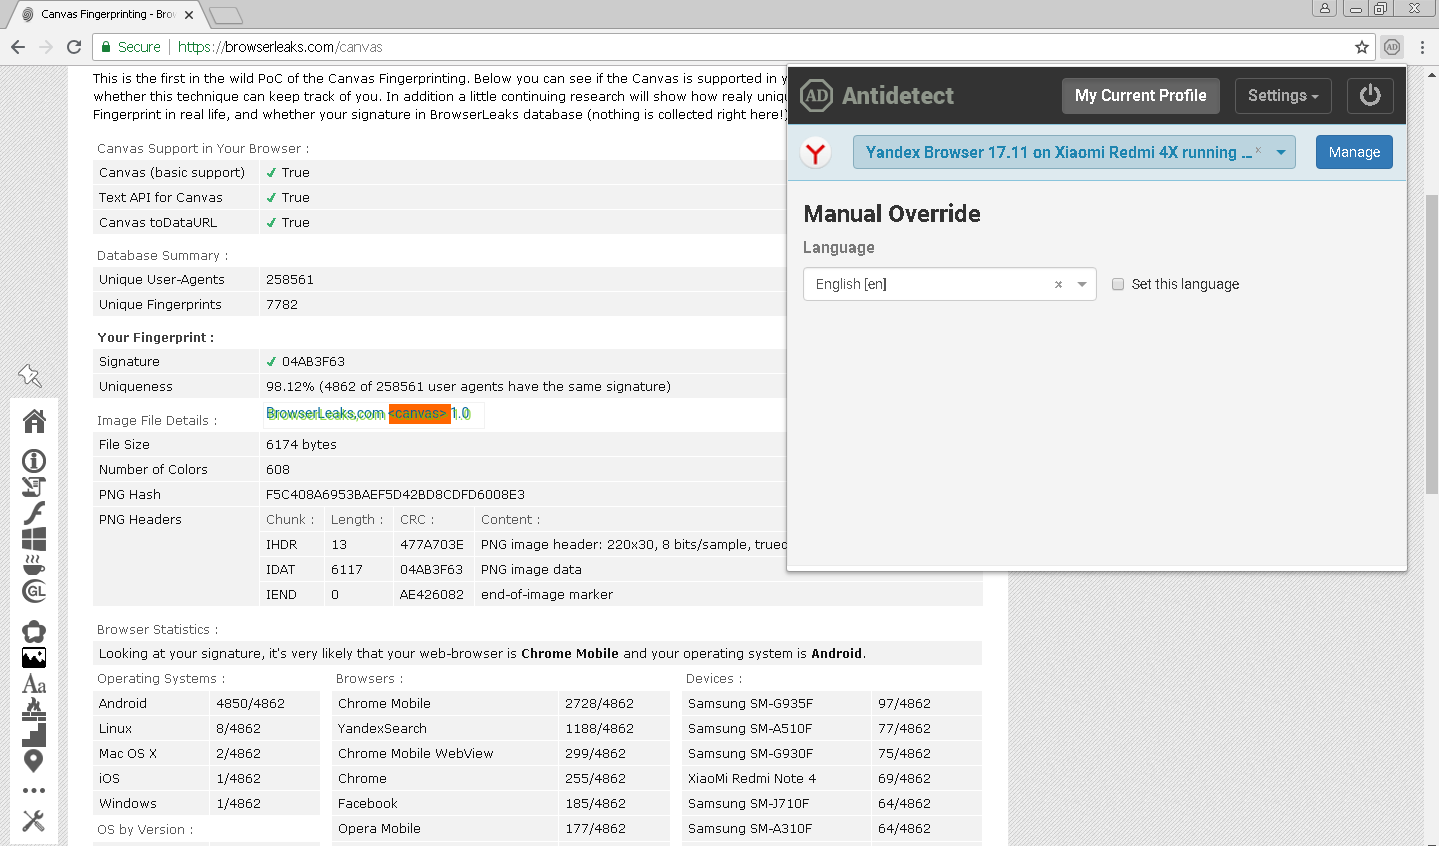 Canvas Fingerprinting - Brow
Secure https://browserleaks.com/canvas
AD
This is the first in the wild PoC of the Canvas Fingerprinting. Below you can see if the Canvas is supported in
whether this technique can keep track of you. In addition a little continuing research will show how realy
Fingerprint in real life, and whether your signature in BrowserLeaks database (nothing is collected right here!)
Canvas Support in Your Browser :
Canvas (basic support) ✔ True
Text API for Canvas ✔ True
Canvas toDataURL ✔ True
Database Summary :
Unique User-Agents 258561
Unique Fingerprints 7782
Your Fingerprint :
Signature ✔ 04AB3F63
Uniqueness 98.12% (4862 of 258561 user agents have the same signature)
Image File Details : BrowserLeaks,com <canvas> 1.0
File Size 6174 bytes
Number of Colors 608
PNG Hash F5C408A6953BAEF5D42BD8CDFD6008E3
PNG Headers Chunk : Length : CRC : Content :
IHDR 13 477A703E PNG image header: 220x30, 8 bits/sample,
IDAT 6117 04AB3F63 PNG image data
IEND 0 AE426082 end-of-image marker
Browser Statistics :
Looking at your signature, it's very likely that your web-browser is Chrome Mobile and your operating system is Android.
Operating Systems :
Android 4850/4862
Linux 8/4862
Mac OS X 2/4862
iOS 1/4862
Windows 1/4862
OS by Version :
Browsers :
Chrome Mobile 2728/4862
YandexSearch 1188/4862
Chrome Mobile WebView 299/4862
Chrome 255/4862
Facebook 185/4862
Opera Mobile 177/4862
Devices :
Samsung SM-G935F 97/4862
Samsung SM-A510F 77/4862
Samsung SM-G930F 75/4862
XiaoMi Redmi Note 4 69/4862
Samsung SM-J710F 64/4862
Samsung SM-A310F 64/4862
AD Antidetect My Current Profile Settings
Y Yandex Browser 17.11 on Xiaomi Redmi 4X running ... × Manage
Manual Override
Language
English [en] × Set this language
GL
Aa